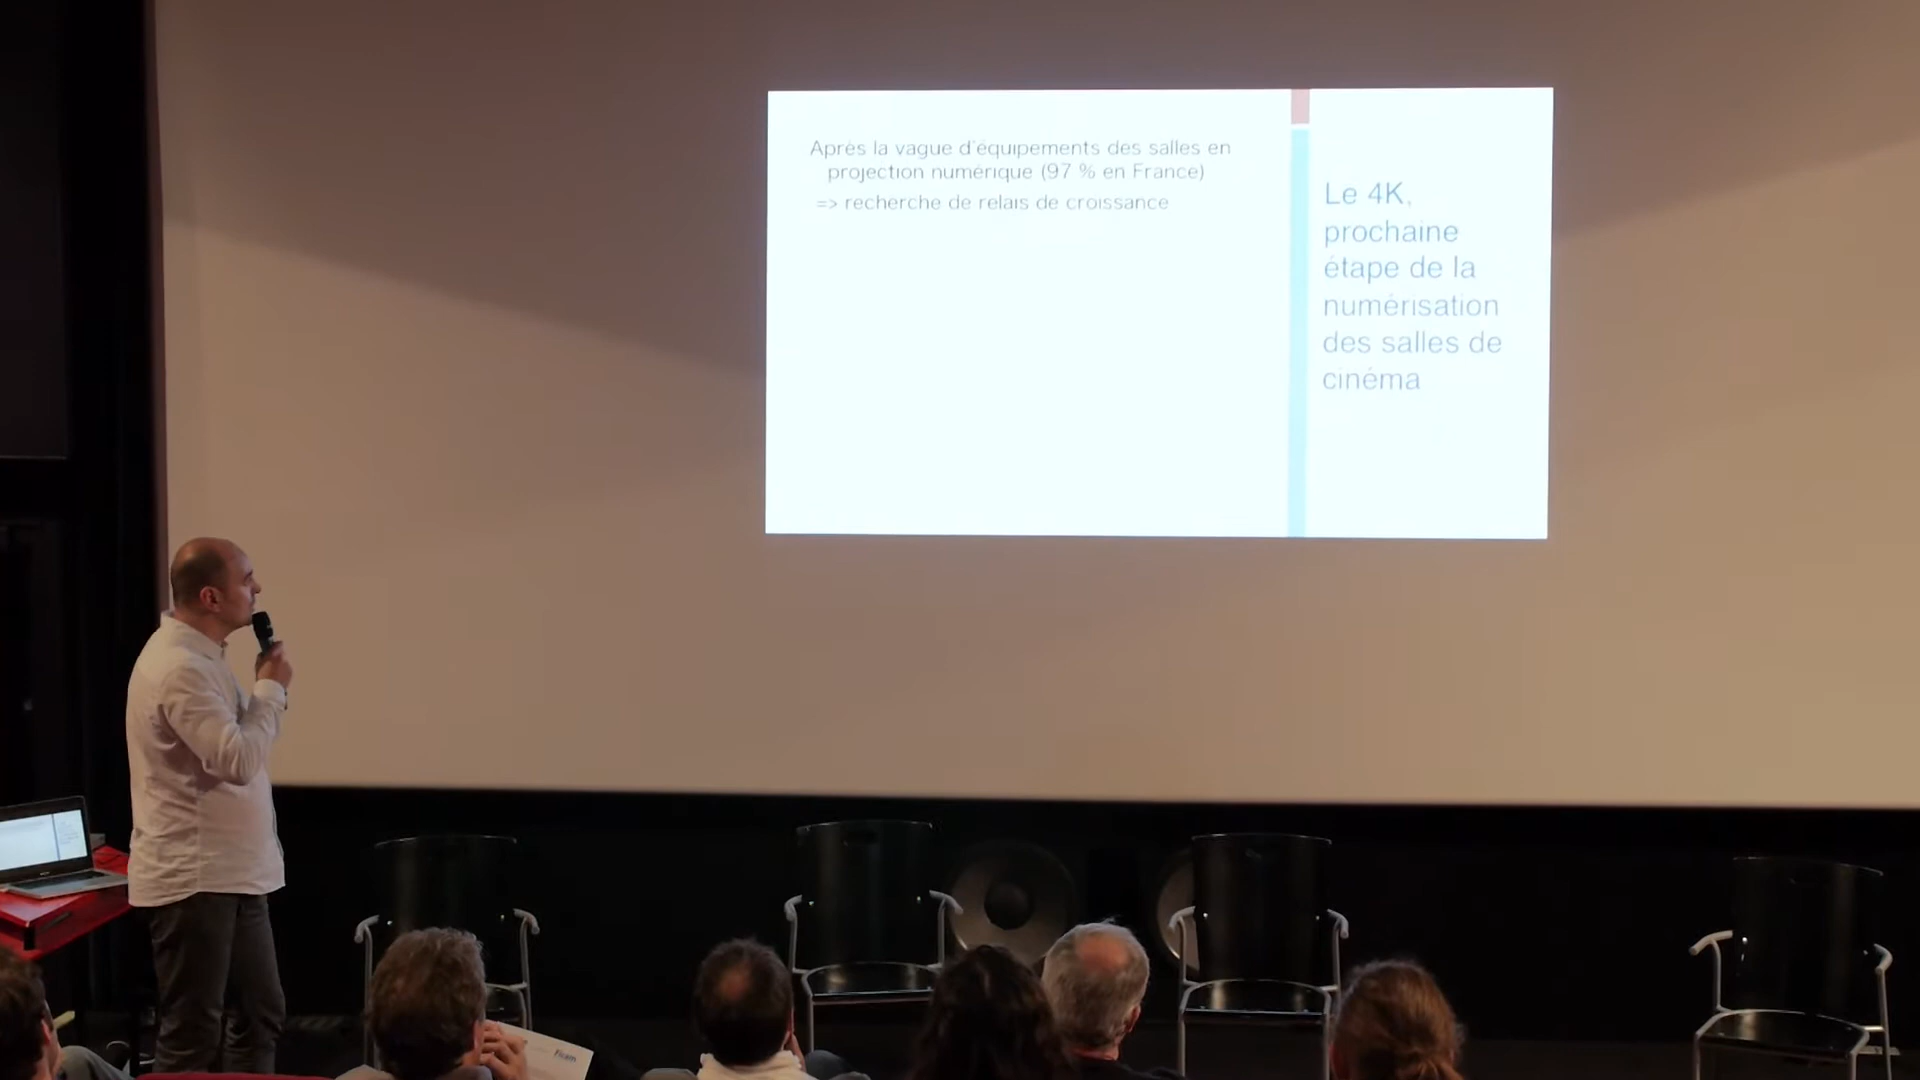 Après la vague d'équipements des salles en
projection numérique (97 % en France)
=> recherche de relais de croissance
Le 4K,
prochaine
étape de la
numérisation
des salles de
cinéma
Ficam